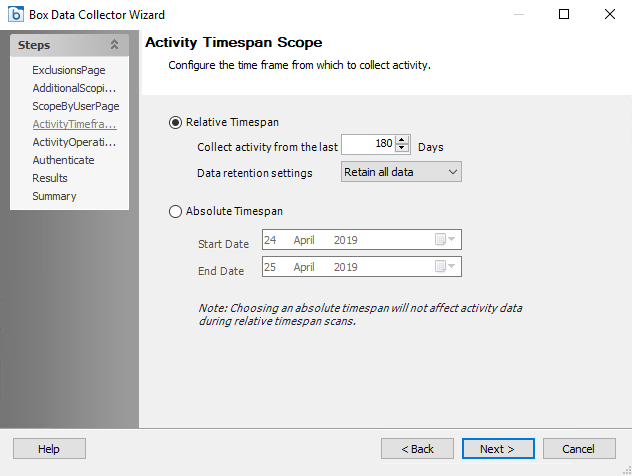 Box Data Collector Wizard
Steps
ExclusionsPage
AdditionalScopi...
ScopeByUserPage
ActivityTimefra...
ActivityOperati...
Authenticate
Results
Summary
Activity Timespan Scope
Configure the time frame from which to collect activity.
Relative Timespan
Collect activity from the last 180 Days
Data retention settings Retain all data
Absolute Timespan
Start Date 24 April 2019
End Date 25 April 2019
Note: Choosing an absolute timespan will not affect activity data
during relative timespan scans.
Help < Back Next > Cancel